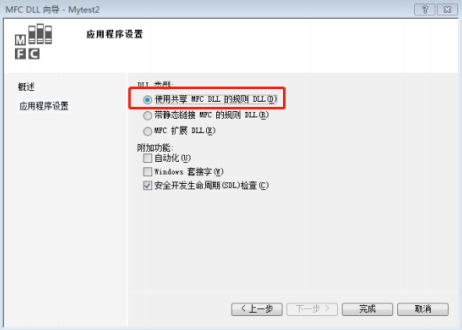 MFC DLL 向导 - Mytest2
MFC
应用程序设置
概述
应用程序设置
DLL 类型:
使用共享 MFC DLL 的规则 DLL(D)
带静态链接 MFC 的规则 DLL(R)
MFC 扩展 DLL(E)
附加功能:
自动化(U)
Windows 套接字(W)
安全开发生命周期(SDL)检查(C)
< 上一步
下一步 >
完成
取消